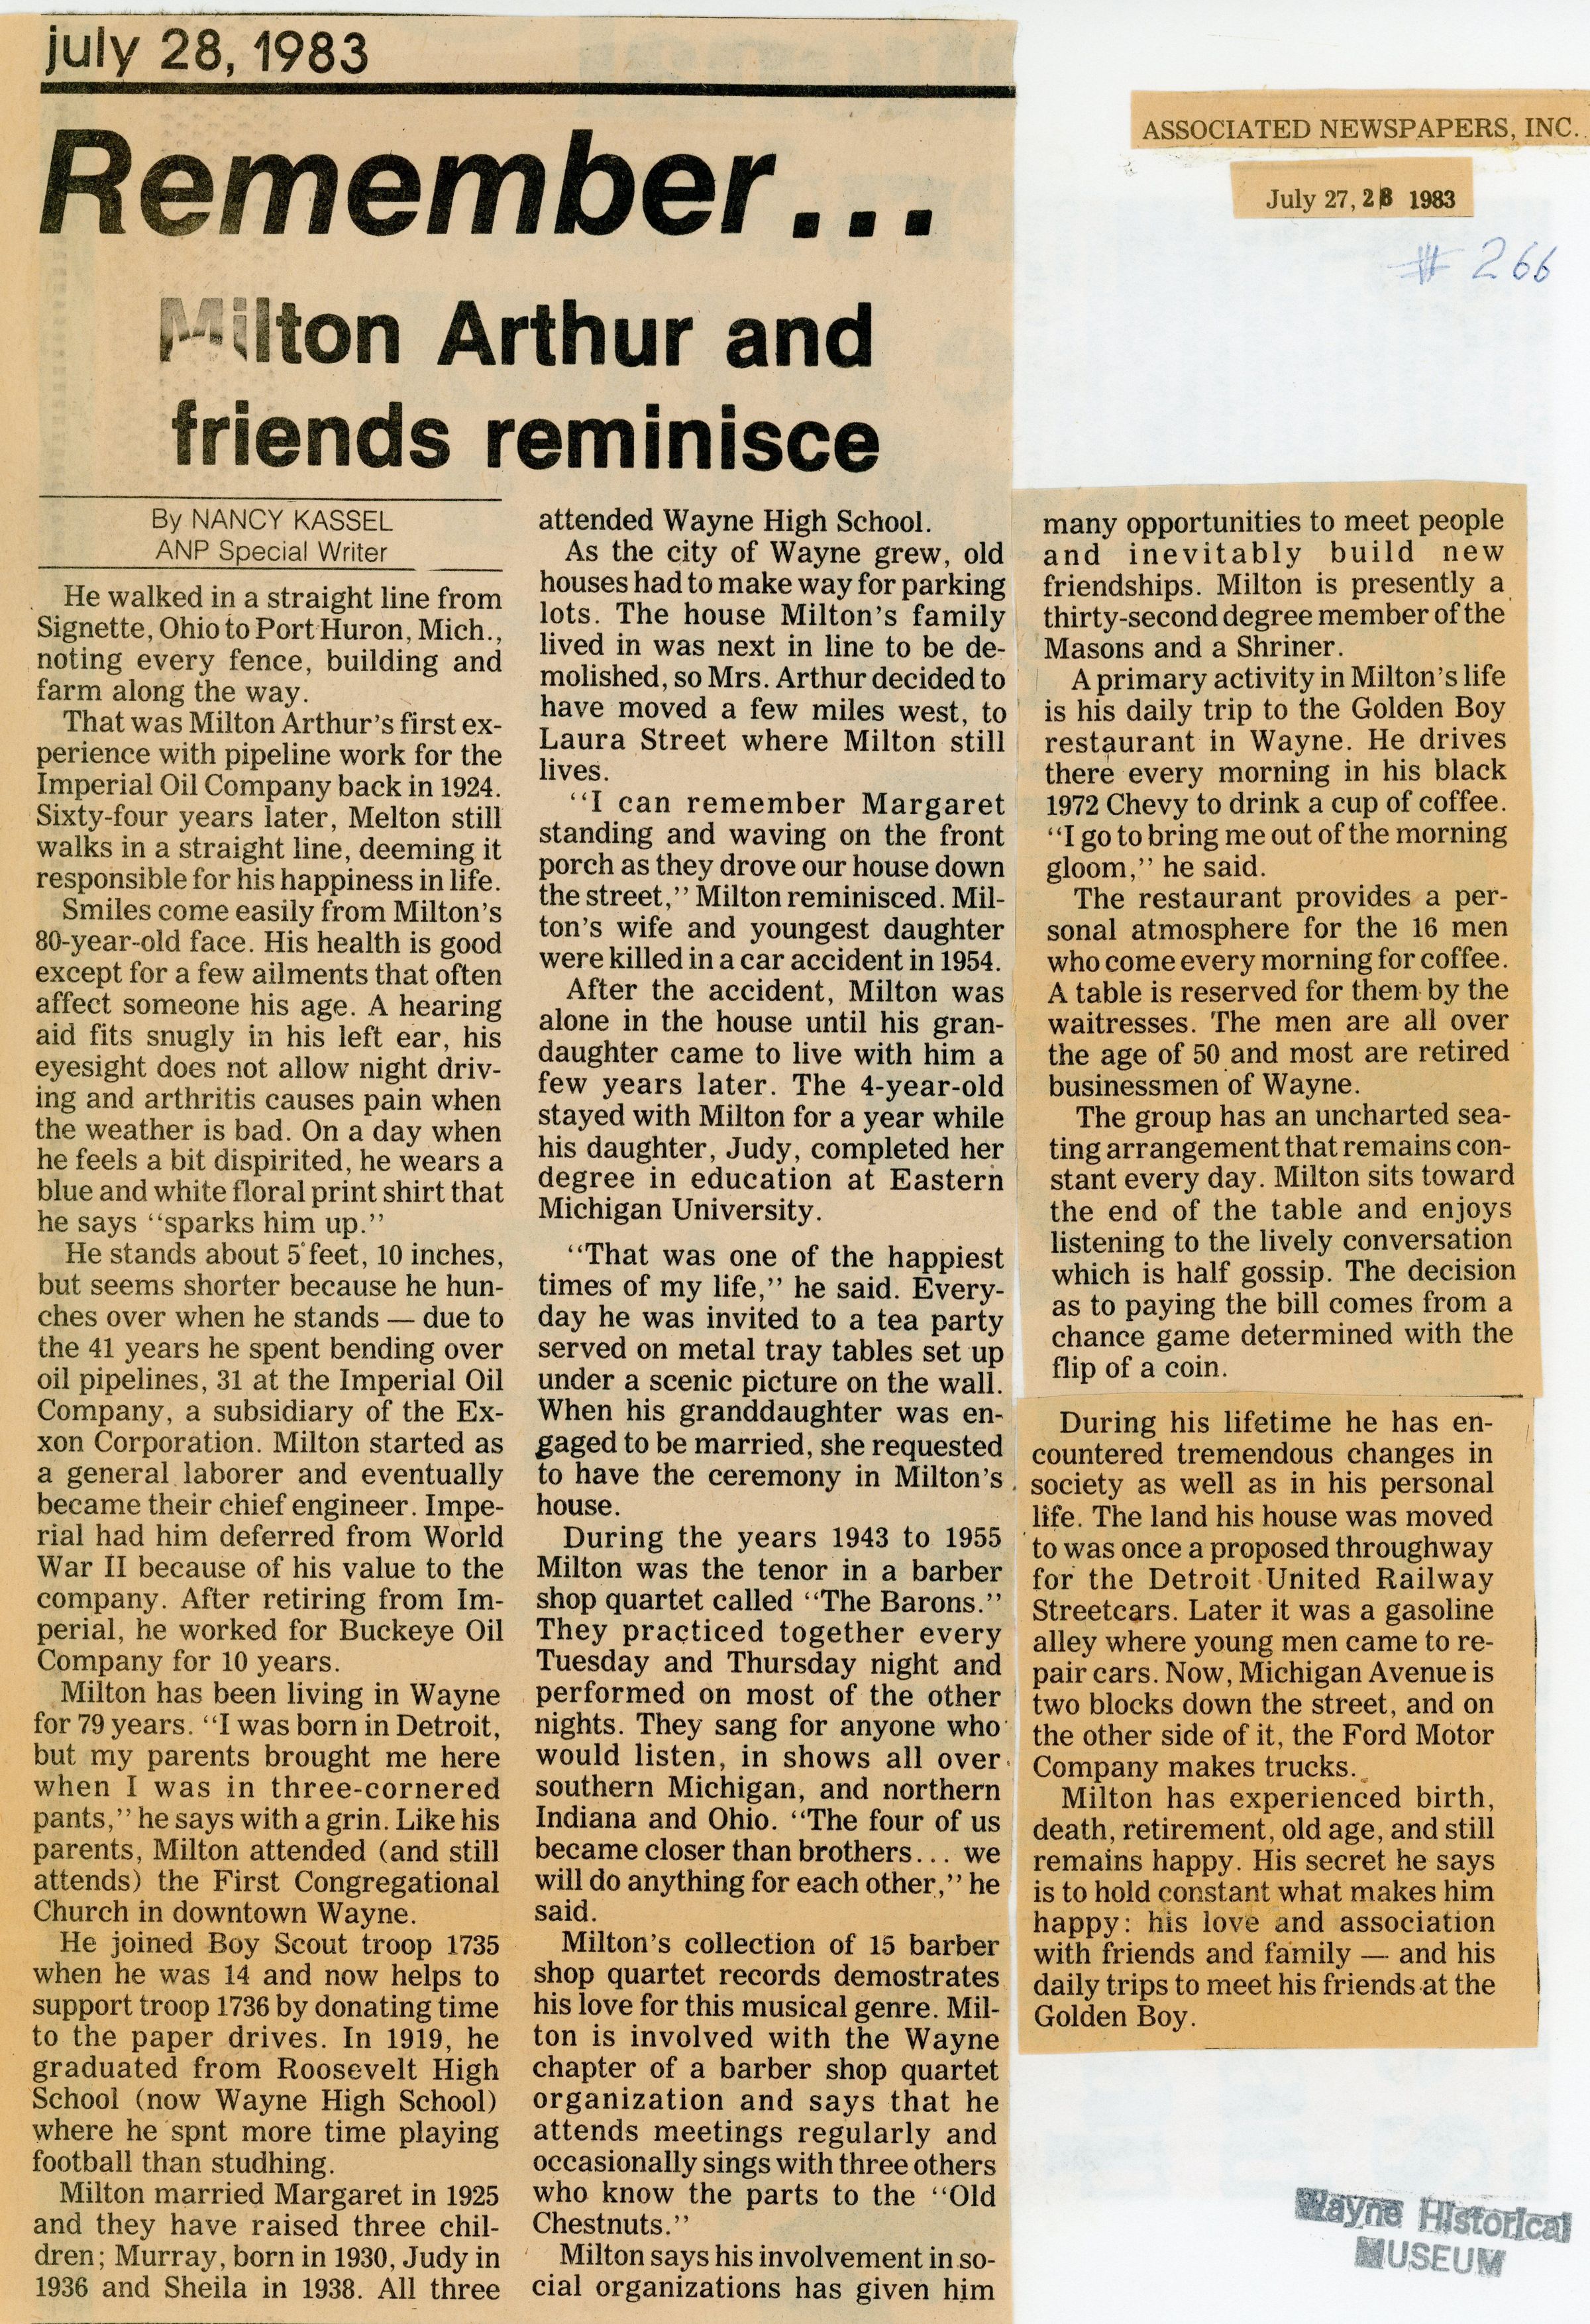 july 28, 1983
Remember...
Milton Arthur and
friends reminisce
By NANCY KASSEL
ANP Special Writer
He walked in a straight line from
Signette, Ohio to Port Huron, Mich.,
noting every fence, building and
farm along the way.
That was Milton Arthur's first ex-
perience with pipeline work for the
Imperial Oil Company back in 1924.
Sixty-four years later, Melton still
walks in a straight line, deeming it
responsible for his happiness in life.
Smiles come easily from Milton's
80-year-old face. His health is good
except for a few ailments that often
affect someone his age. A hearing
aid fits snugly in his left ear, his
eyesight does not allow night driv-
ing and arthritis causes pain when
the weather is bad. On a day when
he feels a bit dispirited, he wears a
blue and white floral print shirt that
he says "sparks him up."
He stands about 5 feet, 10 inches,
but seems shorter because he hun-
ches over when he stands — due to
the 41 years he spent bending over
oil pipelines, 31 at the Imperial Oil
Company, a subsidiary of the Ex-
xon Corporation. Milton started as
a general laborer and eventually
became their chief engineer. Impe-
rial had him deferred from World
War II because of his value to the
company. After retiring from Im-
perial, he worked for Buckeye Oil
Company for 10 years.
Milton has been living in Wayne
for 79 years. "I was born in Detroit,
but my parents brought me here
when I was in three-cornered
pants," he says with a grin. Like his
parents, Milton attended (and still
attends) the First Congregational
Church in downtown Wayne.
He joined Boy Scout troop 1735
when he was 14 and now helps to
support troop 1736 by donating time
to the paper drives. In 1919, he
graduated from Roosevelt High
School (now Wayne High School)
where he spnt more time playing
football than studhing.
Milton married Margaret in 1925
and they have raised three chil-
dren; Murray, born in 1930, Judy in
1936 and Sheila in 1938. All three
attended Wayne High School.
As the city of Wayne grew, old
houses had to make way for parking
lots. The house Milton's family
lived in was next in line to be de-
molished, so Mrs. Arthur decided to
have moved a few miles west, to
Laura Street where Milton still
lives.
"I can remember Margaret
standing and waving on the front
porch as they drove our house down
the street," Milton reminisced. Mil-
ton's wife and youngest daughter
were killed in a car accident in 1954.
After the accident, Milton was
alone in the house until his gran-
daughter came to live with him a
few years later. The 4-year-old
stayed with Milton for a year while
his daughter, Judy, completed her
degree in education at Eastern
Michigan University.
"That was one of the happiest
times of my life," he said. Every-
day he was invited to a tea party
served on metal tray tables set up
under a scenic picture on the wall.
When his granddaughter was en-
gaged to be married, she requested
to have the ceremony in Milton's
house.
During the years 1943 to 1955
Milton was the tenor in a barber
shop quartet called "The Barons."
They practiced together every
Tuesday and Thursday night and
performed on most of the other
nights. They sang for anyone who
would listen, in shows all over
southern Michigan, and northern
Indiana and Ohio. "The four of us
became closer than brothers... we
will do anything for each other," he
said.
Milton's collection of 15 barber
shop quartet records demostrates
his love for this musical genre. Mil-
ton is involved with the Wayne
chapter of a barber shop quartet
organization and says that he
attends meetings regularly and
occasionally sings with three others
who know the parts to the "Old
Chestnuts."
Milton says his involvement in so-
cial organizations has given him
ASSOCIATED NEWSPAPERS, INC.
July 27, 28 1983
# 266
many opportunities to meet people
and inevitably build new
friendships. Milton is presently a
thirty-second degree member of the
Masons and a Shriner.
A primary activity in Milton's life
is his daily trip to the Golden Boy
restaurant in Wayne. He drives
there every morning in his black
1972 Chevy to drink a cup of coffee.
"I go to bring me out of the morning
gloom," he said.
The restaurant provides a per-
sonal atmosphere for the 16 men
who come every morning for coffee.
A table is reserved for them by the
waitresses. The men are all over
the age of 50 and most are retired
businessmen of Wayne.
The group has an uncharted sea-
ting arrangement that remains con-
stant every day. Milton sits toward
the end of the table and enjoys
listening to the lively conversation
which is half gossip. The decision
as to paying the bill comes from a
chance game determined with the
flip of a coin.
During his lifetime he has en-
countered tremendous changes in
society as well as in his personal
life. The land his house was moved
to was once a proposed throughway
for the Detroit United Railway
Streetcars. Later it was a gasoline
alley where young men came to re-
pair cars. Now, Michigan Avenue is
two blocks down the street, and on
the other side of it, the Ford Motor
Company makes trucks.
Milton has experienced birth,
death, retirement, old age, and still
remains happy. His secret he says
is to hold constant what makes him
happy: his love and association
with friends and family — and his
daily trips to meet his friends at the
Golden Boy.
Wayne Historical
MUSEUM